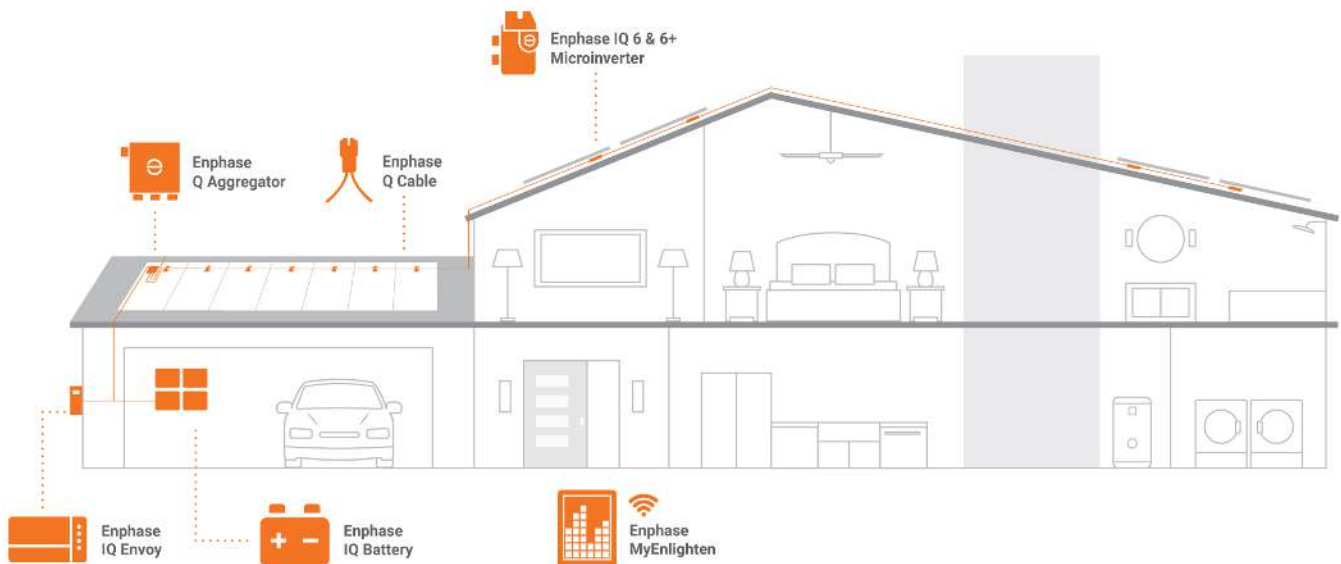 Enphase IQ 6 & 6+
Microinverter
Enphase
Q Aggregator
Enphase
Q Cable
Enphase
IQ Envoy
Enphase
IQ Battery
Enphase
MyEnlighten